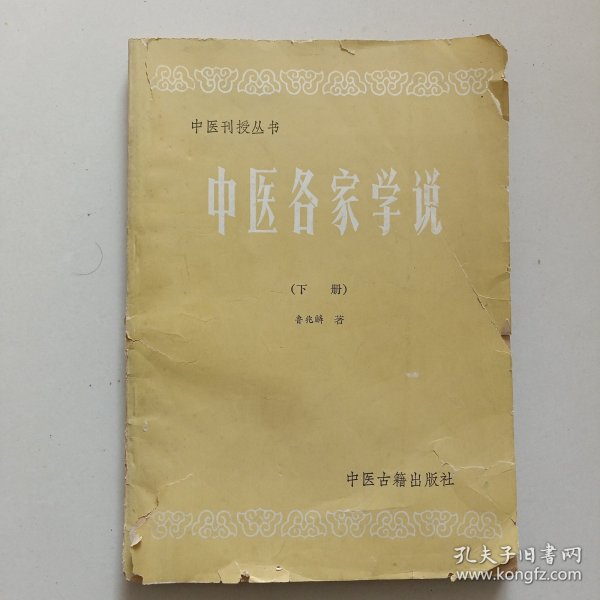 中医刊授丛书
中医各家学说
(下 册)
鲁兆麟 著
中医古籍出版社
孔夫子旧書网
www.kongfz.com